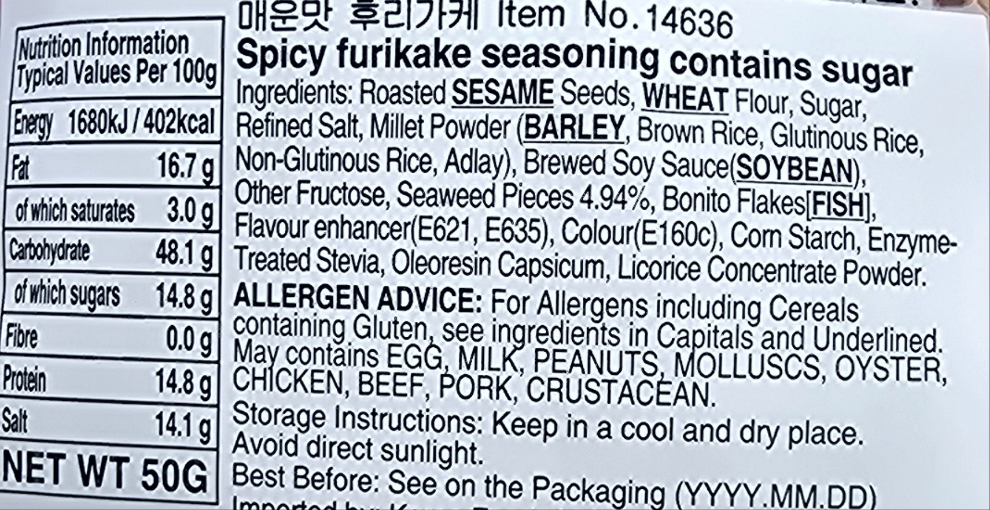 매운맛 후리가케 Item No.14636
Spicy furikake seasoning contains sugar
Ingredients: Roasted SESAME Seeds, WHEAT Flour, Sugar,
Refined Salt, Millet Powder (BARLEY, Brown Rice, Glutinous Rice,
Non-Glutinous Rice, Adlay), Brewed Soy Sauce(SOYBEAN),
Other Fructose, Seaweed Pieces 4.94%, Bonito Flakes[FISH],
Flavour enhancer(E621, E635), Colour(E160c), Corn Starch, Enzyme-
Treated Stevia, Oleoresin Capsicum, Licorice Concentrate Powder.
ALLERGEN ADVICE: For Allergens including Cereals
containing Gluten, see ingredients in Capitals and Underlined.
May contains EGG, MILK, PEANUTS, MOLLUSCS, OYSTER,
CHICKEN, BEEF, PORK, CRUSTACEAN.
Storage Instructions: Keep in a cool and dry place.
Avoid direct sunlight.
Best Before: See on the Packaging (YYYY.MM.DD)
Nutrition Information
Typical Values Per 100g
Energy 1680kJ / 402kcal
Fat 16.7 g
of which saturates 3.0 g
Carbohydrate 48.1 g
of which sugars 14.8 g
Fibre 0.0 g
Protein 14.8 g
Salt 14.1 g
NET WT 50G